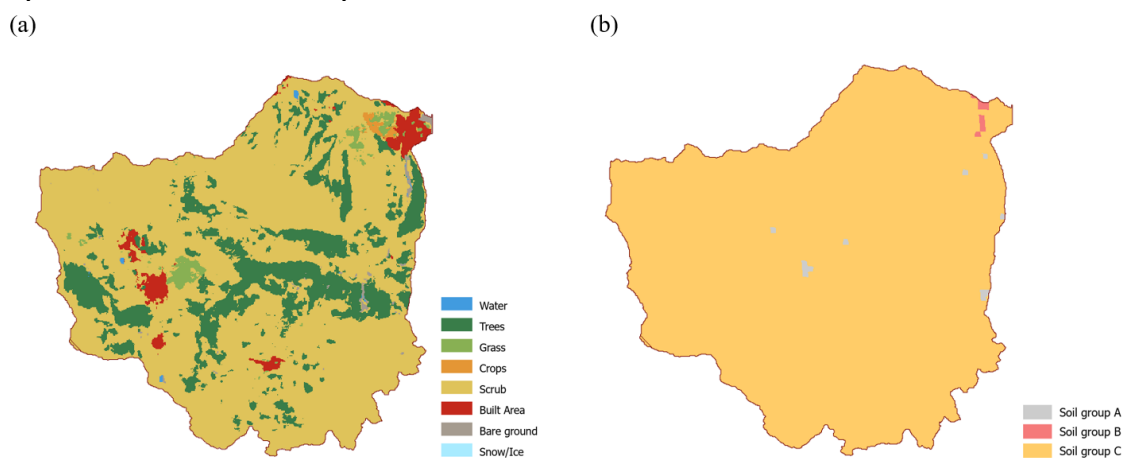 (a)
(b)
Water
Trees
Grass
Crops
Scrub
Built Area
Bare ground
Snow/Ice
Soil group A
Soil group B
Soil group C